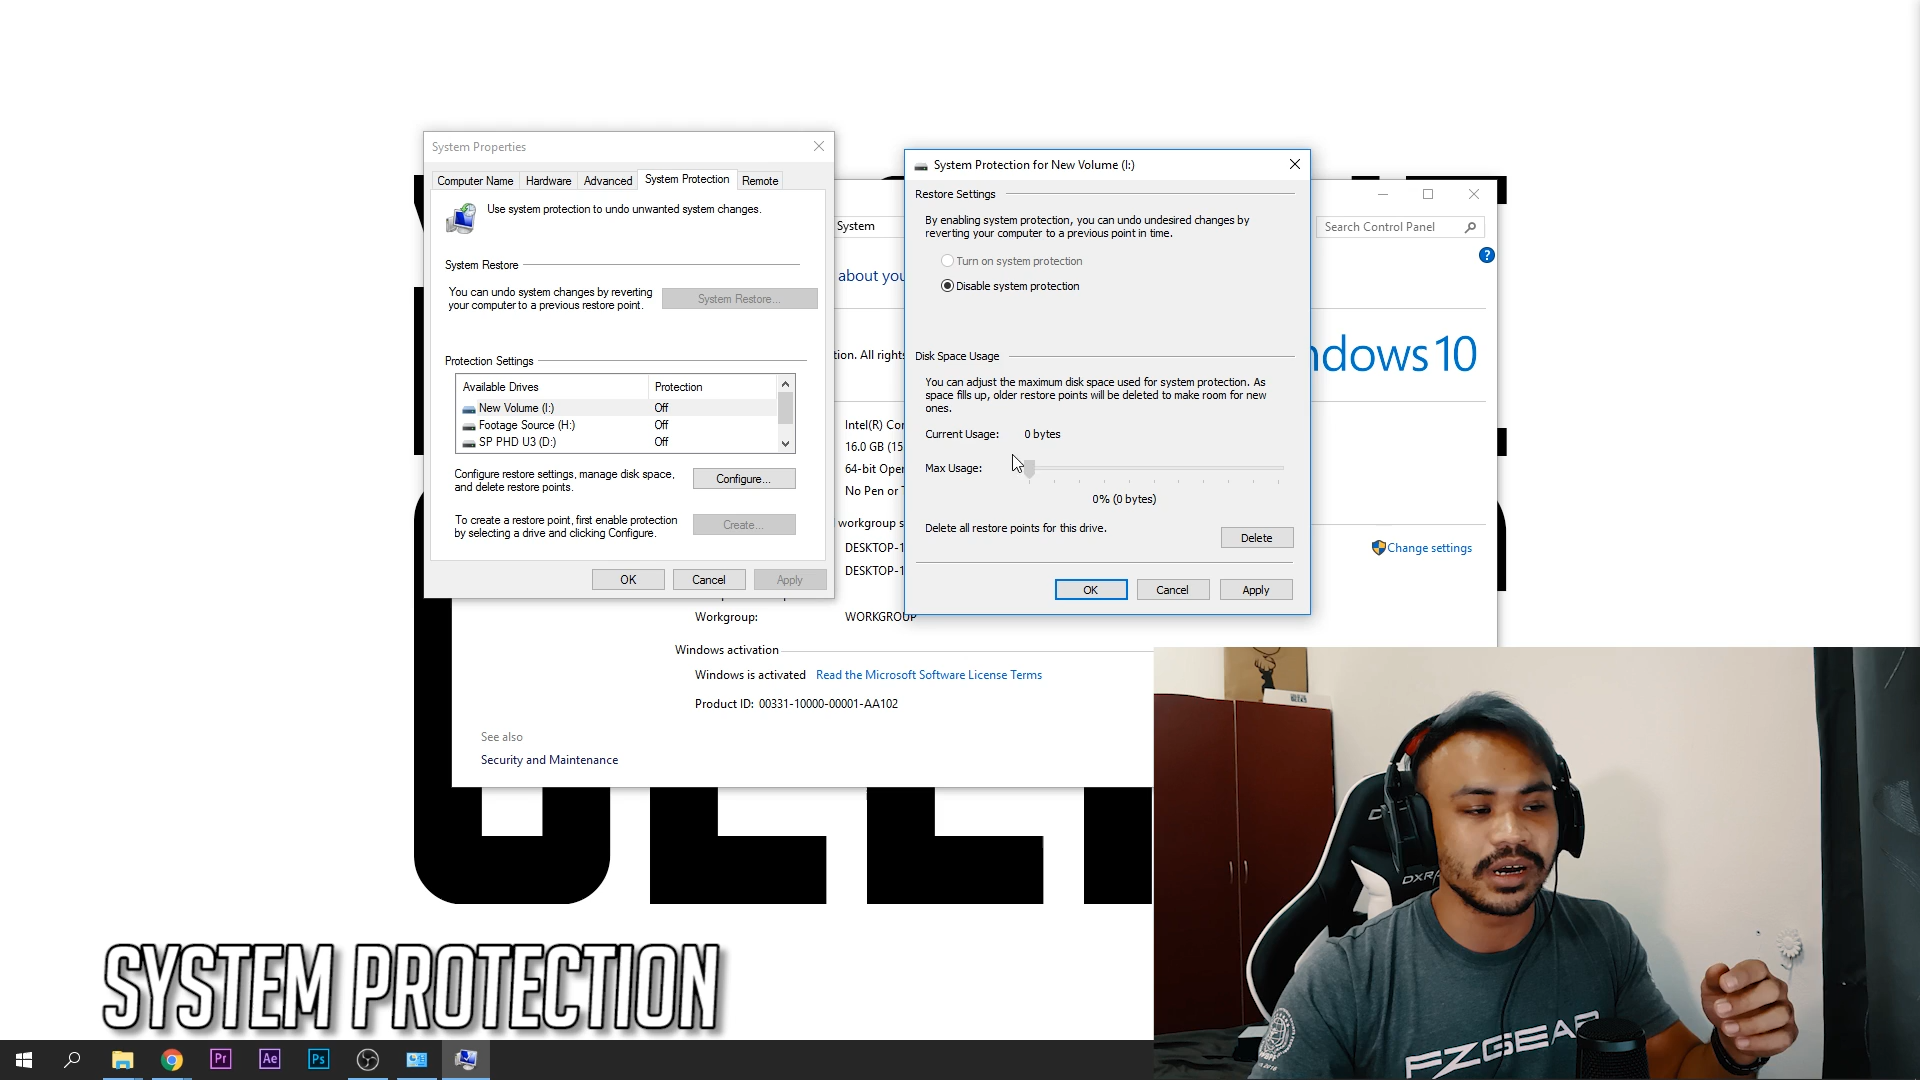 System Properties
Computer Name
Hardware
Advanced
System Protection
Remote
Use system protection to undo unwanted system changes.
System Restore
You can undo system changes by reverting
your computer to a previous restore point.
System Restore...
Protection Settings
Available Drives
Protection
New Volume (I:)
Off
Footage Source (H:)
Off
SP PHD U3 (D:)
Off
Configure restore settings, manage disk space,
and delete restore points.
Configure...
To create a restore point, first enable protection
by selecting a drive and clicking Configure.
Create...
OK
Cancel
Apply
System Protection for New Volume (I:)
Restore Settings
By enabling system protection, you can undo undesired changes by
reverting your computer to a previous point in time.
Turn on system protection
Disable system protection
Disk Space Usage
You can adjust the maximum disk space used for system protection. As
space fills up, older restore points will be deleted to make room for new
ones.
Current Usage:
0 bytes
Max Usage:
0% (0 bytes)
Delete all restore points for this drive.
Delete
OK
Cancel
Apply
System
Search Control Panel
?
about you
tion. All rights
ndows 10
Intel(R) Cor
16.0 GB (15
64-bit Oper
No Pen or T
workgroup s
DESKTOP-1
DESKTOP-1
Change settings
Workgroup:
WORKGROUP
Windows activation
Windows is activated
Read the Microsoft Software License Terms
Product ID: 00331-10000-00001-AA102
See also
Security and Maintenance
DXRA
FZGEAR
SYSTEM PROTECTION
Pr
Ae
Ps